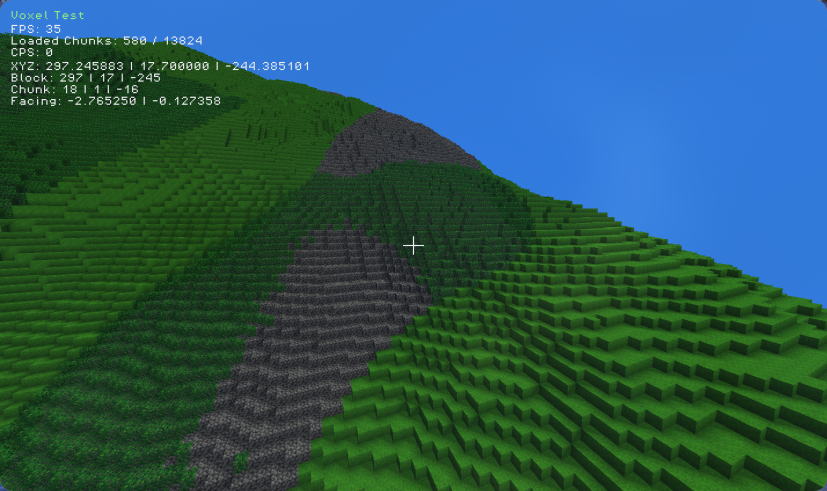 Voxel Test
FPS: 35
Loaded Chunks: 580 / 13824
CPS: 0
XYZ: 297.245883 | 17.700000 | -244.385101
Block: 297 | 17 | -245
Chunk: 18 | 1 | -16
Facing: -2.765250 | -0.127358